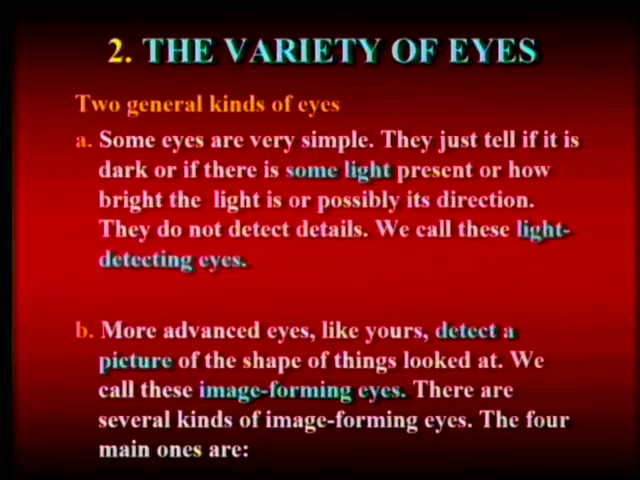 2. THE VARIETY OF EYES
Two general kinds of eyes
a. Some eyes are very simple. They just tell if it is
dark or if there is some light present or how
bright the light is or possibly its direction.
They do not detect details. We call these light-
detecting eyes.
b. More advanced eyes, like yours, detect a
picture of the shape of things looked at. We
call these image-forming eyes. There are
several kinds of image-forming eyes. The four
main ones are: